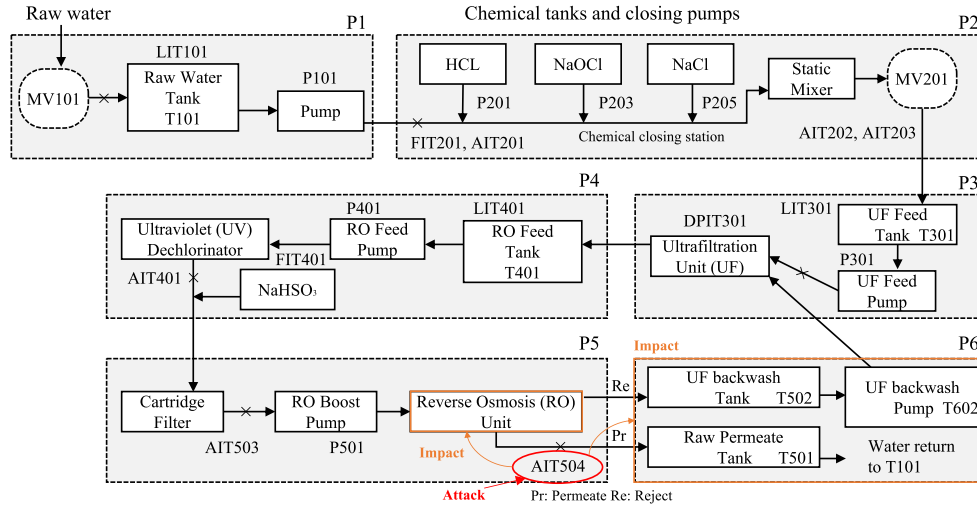 Raw water
Chemical tanks and closing pumps
P1
P2
LIT101
MV101
Raw Water
Tank
T101
P101
Pump
HCL
NaOCl
NaCl
Static
Mixer
MV201
P201
P203
P205
FIT201, AIT201
Chemical closing station
AIT202, AIT203
P4
P3
P401
LIT401
DPIT301
LIT301
Ultraviolet (UV)
Dechlorinator
RO Feed
Pump
RO Feed
Tank
T401
Ultrafiltration
Unit (UF)
UF Feed
Tank T301
P301
UF Feed
Pump
FIT401
AIT401
NaHSO₃
P5
Impact
P6
Cartridge
Filter
RO Boost
Pump
Reverse Osmosis (RO)
Unit
Re
UF backwash
Tank T502
UF backwash
Pump T602
Pr
AIT503
P501
Impact
AIT504
Raw Permeate
Tank T501
Water return
to T101
Attack
Pr: Permeate Re: Reject